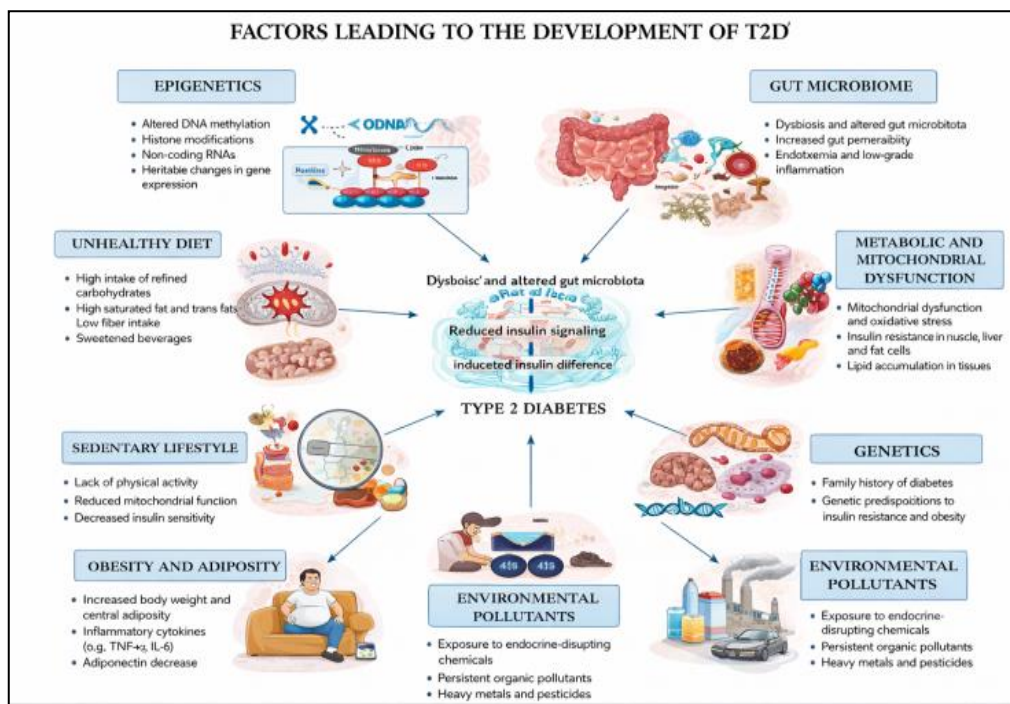 FACTORS LEADING TO THE DEVELOPMENT OF T2D'
EPIGENETICS
• Altered DNA methylation
• Histone modifications
• Non-coding RNAs
• Heritable changes in gene
expression
ODNA
GUT MICROBIOME
• Dysbiosis and altered gut microbitota
• Increased gut pemeraibiity
• Endotxemia and low-grade
inflammation
UNHEALTHY DIET
• High intake of refined
carbohydrates
• High saturated fat and trans fats
Low fiber intake
• Sweetened beverages
Dysboisc' and altered gut microbiota
Reduced insulin signaling
induceted insulin difference
TYPE 2 DIABETES
METABOLIC AND
MITOCHONDRIAL
DYSFUNCTION
• Mitochondrial dysfunction
and oxidative stress
• Insulin resistance in muscle, liver
and fat cells
• Lipid accumulation in tissues
SEDENTARY LIFESTYLE
• Lack of physical activity
• Reduced mitochondrial function
• Decreased insulin sensitivity
GENETICS
• Family history of diabetes
• Genetic predispoitions to
insulin resistance and obesity
OBESITY AND ADIPOSITY
• Increased body weight and
central adiposity
• Inflammatory cytokines
(o.g, TNF-α, IL-6)
• Adiponectin decrease
ENVIRONMENTAL
POLLUTANTS
• Exposure to endocrine-disupting
chemicals
• Persistent organic pollutants
• Heavy metals and pesticides
ENVIRONMENTAL
POLLUTANTS
• Exposure to endocrine-
disrupting chemicals
• Persistent organic pollutants
• Heavy metals and pesticides